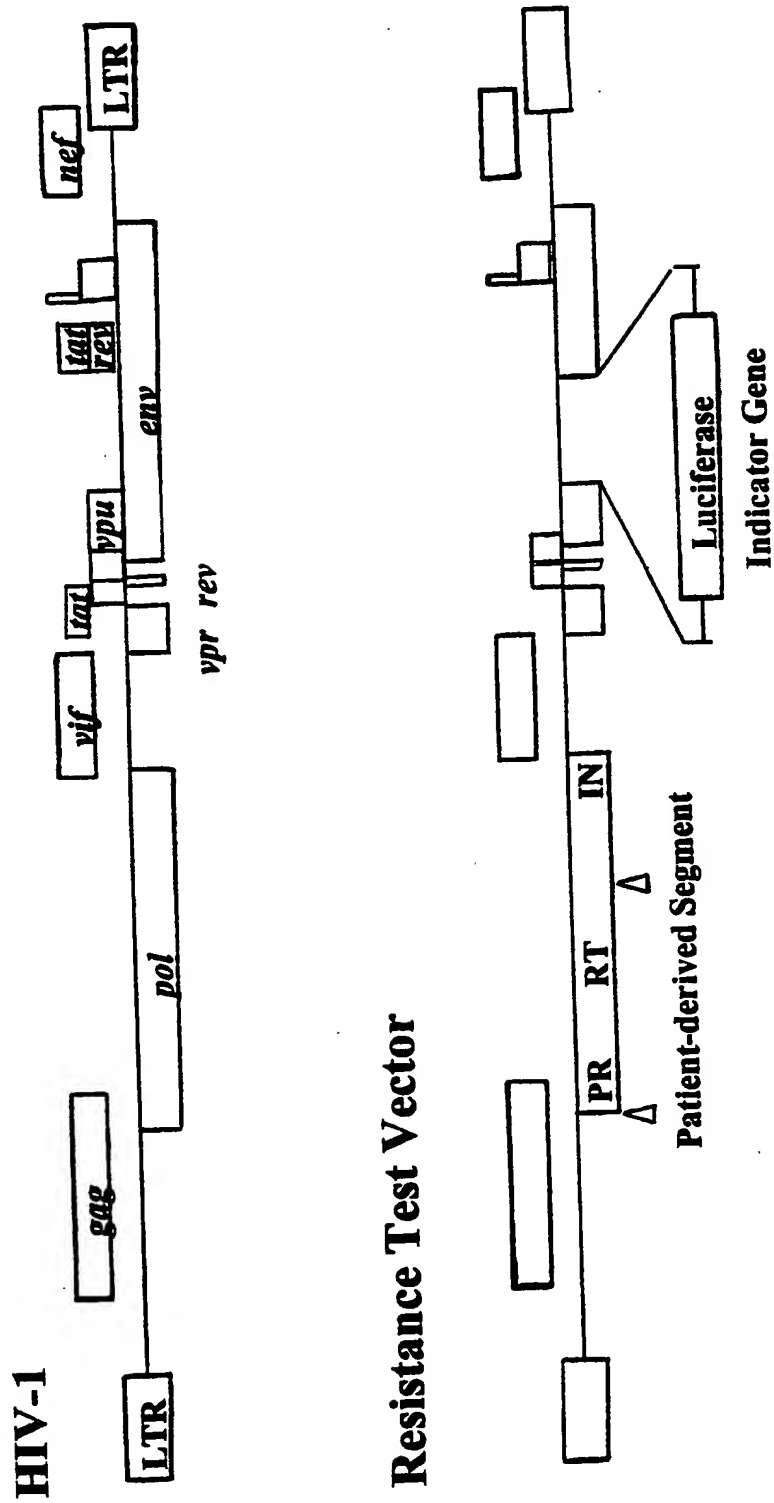 HIV-1
LTR
gag
pol
vif
tat
vpr rev
vpu
env
tat
rev
nef
LTR
Resistance Test Vector
PR RT IN
Patient-derived Segment
Luciferase
Indicator Gene